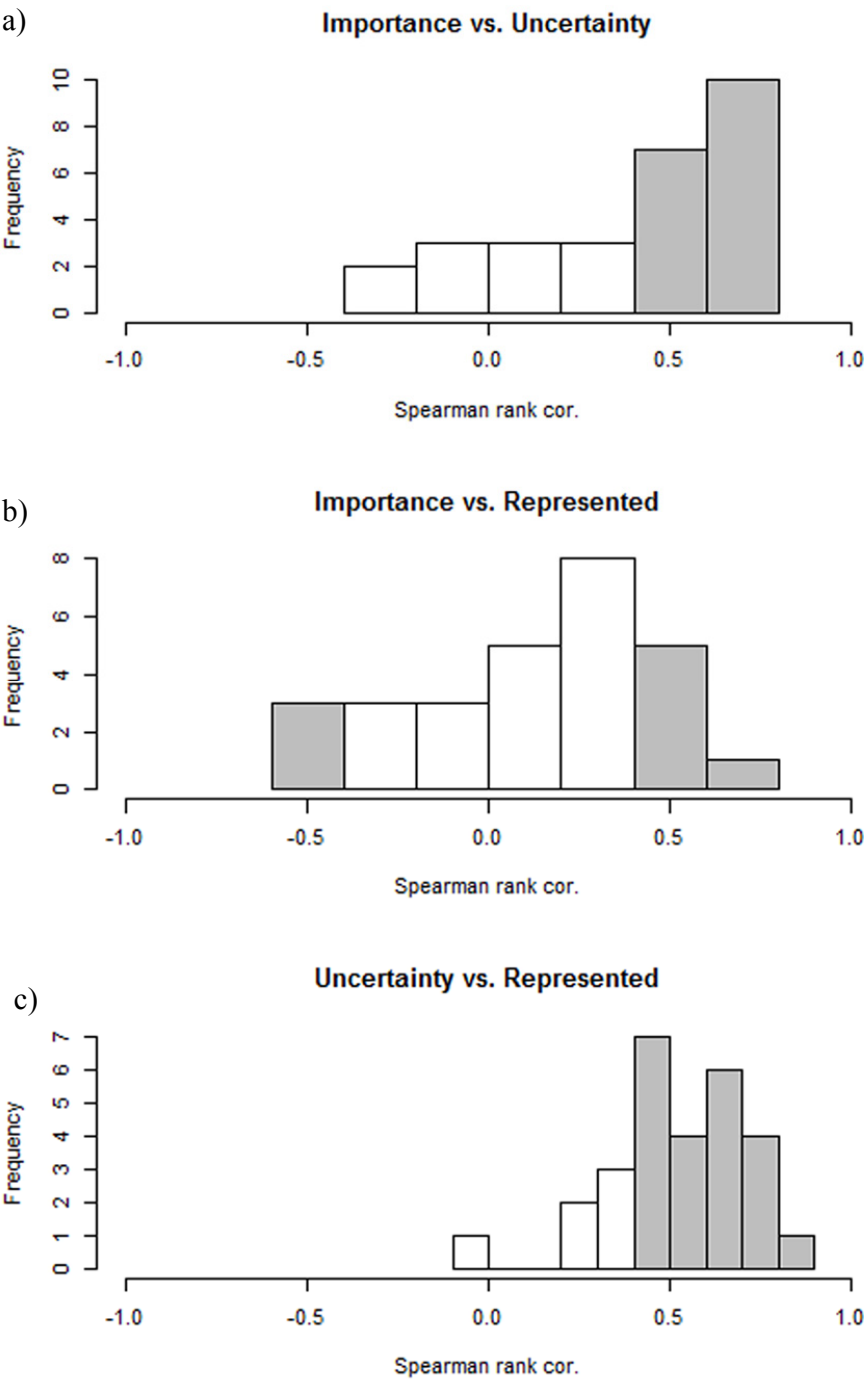 a)
Importance vs. Uncertainty
Frequency
10
8
6
4
2
0
-1.0 -0.5 0.0 0.5 1.0
Spearman rank cor.
b)
Importance vs. Represented
Frequency
8
6
4
2
0
-1.0 -0.5 0.0 0.5 1.0
Spearman rank cor.
c)
Uncertainty vs. Represented
Frequency
7
6
5
4
3
2
1
0
-1.0 -0.5 0.0 0.5 1.0
Spearman rank cor.